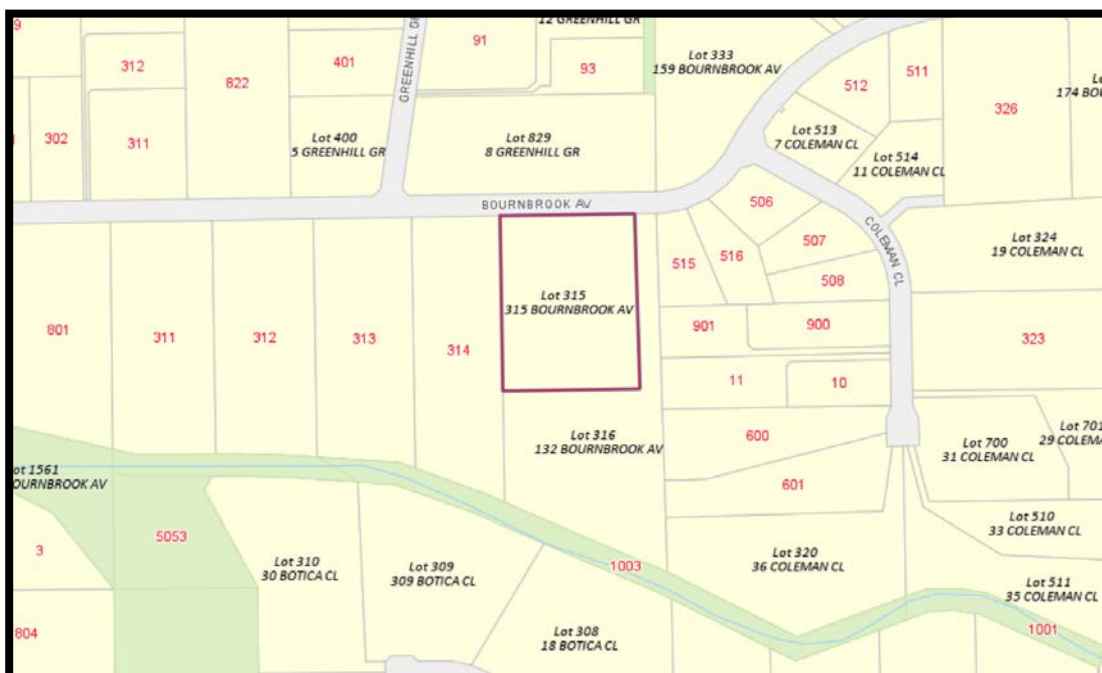 9
12 GREENHILL GR
91
312
401
GREENHILL GR
93
822
Lot 333
159 BOURNBROOK AV
512
511
326
174 BOU
302
311
Lot 400
5 GREENHILL GR
Lot 829
8 GREENHILL GR
Lot 513
7 COLEMAN CL
Lot 514
11 COLEMAN CL
BOURNBROOK AV
506
COLEMAN CL
507
516
515
508
Lot 324
19 COLEMAN CL
Lot 315
315 BOURNBROOK AV
801
311
312
313
314
901
900
323
11
10
Lot 316
132 BOURNBROOK AV
600
Lot 700
31 COLEMAN CL
Lot 701
29 COLEMA
ot 1561
OURNBROOK AV
601
Lot 510
33 COLEMAN CL
5053
3
Lot 310
30 BOTICA CL
Lot 309
309 BOTICA CL
1003
Lot 320
36 COLEMAN CL
Lot 511
35 COLEMAN CL
804
Lot 308
18 BOTICA CL
1001